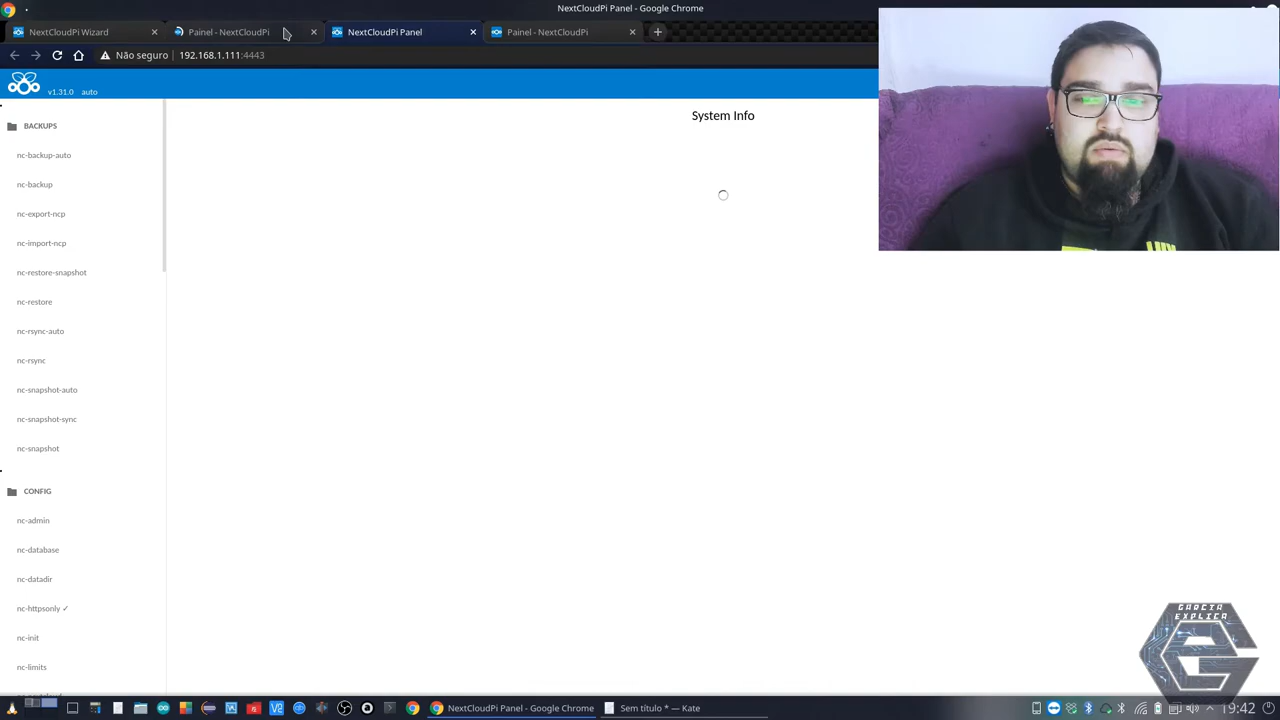 NextCloudPi Panel - Google Chrome
NextCloudPi Wizard
Painel - NextCloudPi
NextCloudPi Panel
Painel - NextCloudPi
Não seguro
192.168.1.111:4443
v1.31.0 auto
System Info
BACKUPS
nc-backup-auto
nc-backup
nc-export-ncp
nc-import-ncp
nc-restore-snapshot
nc-restore
nc-rsync-auto
nc-rsync
nc-snapshot-auto
nc-snapshot-sync
nc-snapshot
CONFIG
nc-admin
nc-database
nc-datadir
nc-httpsonly ✓
nc-init
nc-limits
GARCIA
EXPLICA
NextCloudPi Panel - Google Chrome
Sem título * — Kate
19:42